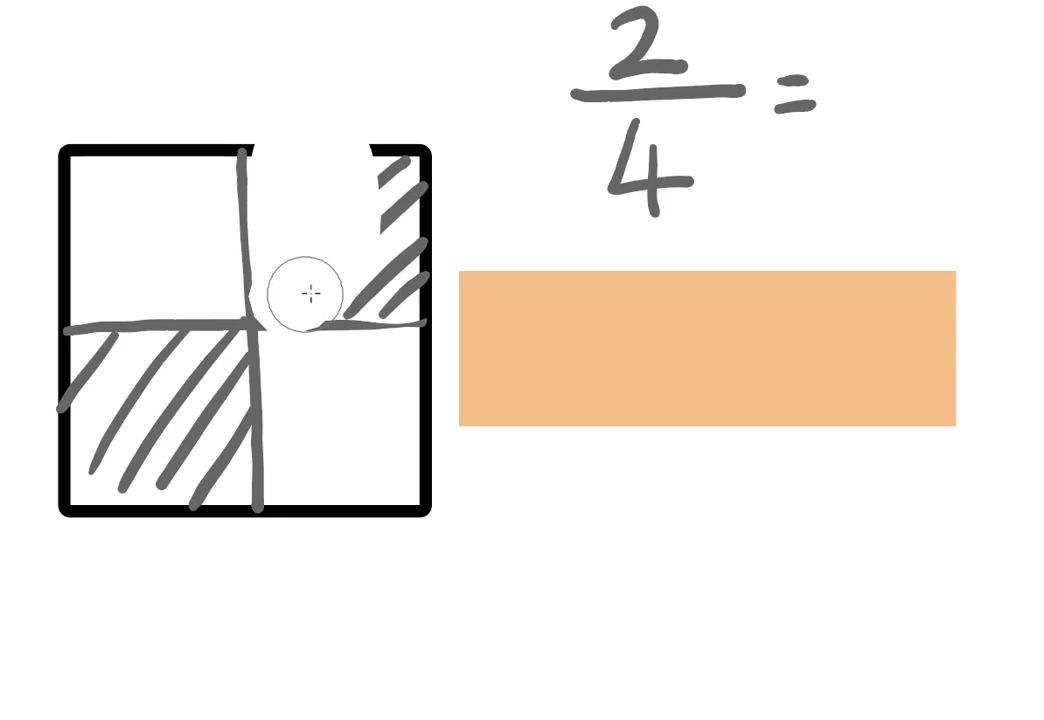 2/4 =